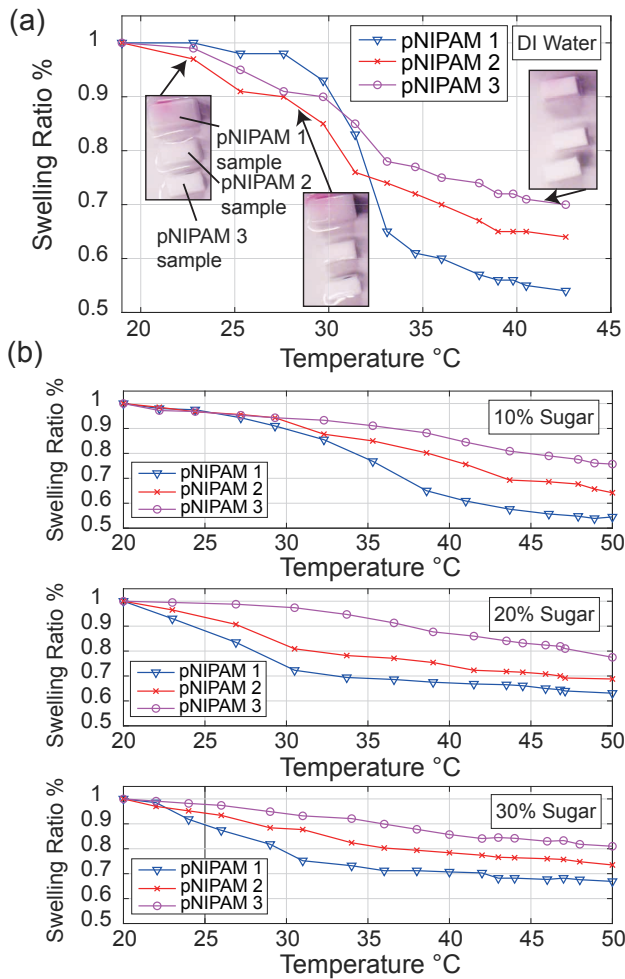 (a)
1
0.9
0.8
0.7
0.6
0.5
Swelling Ratio %
pNIPAM 1
pNIPAM 2
pNIPAM 3
DI Water
pNIPAM 1
sample
pNIPAM 2
sample
pNIPAM 3
sample
20 25 30 35 40 45
Temperature °C
(b)
1
0.9
0.8
0.7
0.6
0.5
Swelling Ratio %
10% Sugar
pNIPAM 1
pNIPAM 2
pNIPAM 3
20 25 30 35 40 45 50
Temperature °C
1
0.9
0.8
0.7
0.6
0.5
Swelling Ratio %
20% Sugar
pNIPAM 1
pNIPAM 2
pNIPAM 3
20 25 30 35 40 45 50
Temperature °C
1
0.9
0.8
0.7
0.6
0.5
Swelling Ratio %
30% Sugar
pNIPAM 1
pNIPAM 2
pNIPAM 3
20 25 30 35 40 45 50
Temperature °C